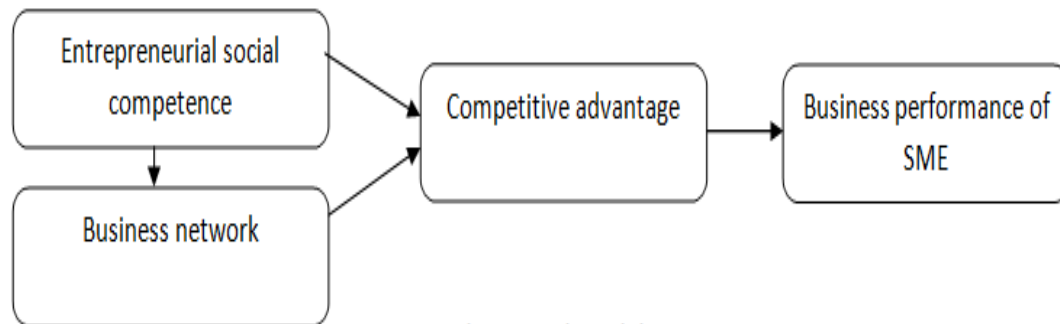 Entrepreneurial social
competence
Competitive advantage
Business performance of
SME
Business network